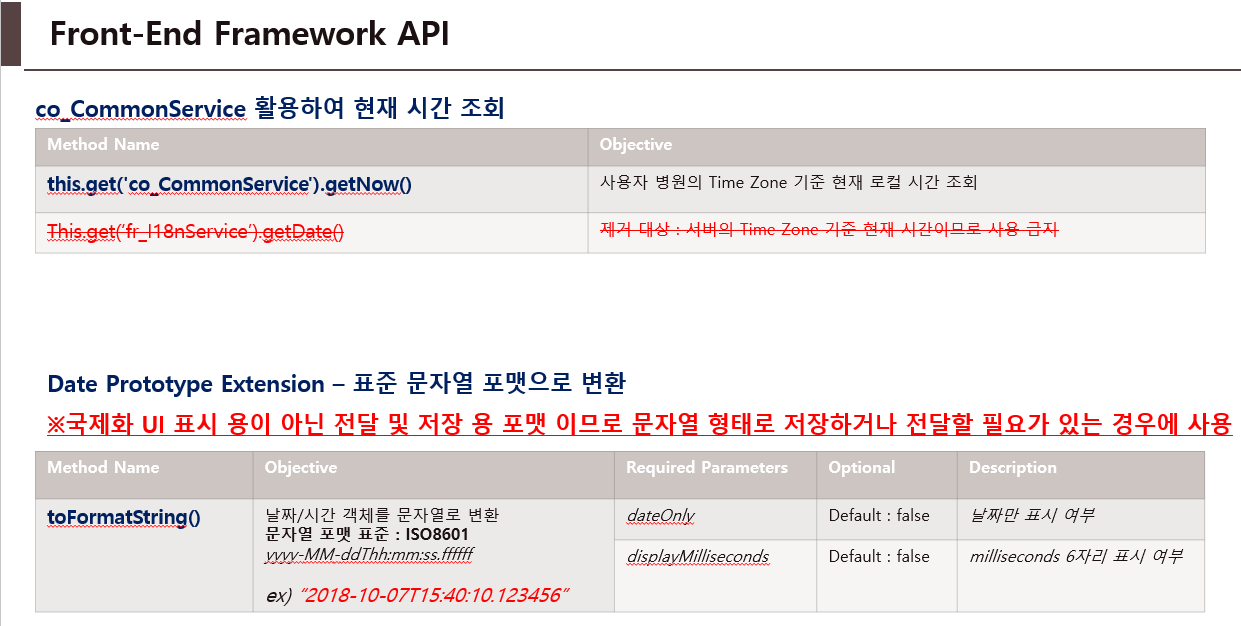 Front-End Framework API
co_CommonService 활용하여 현재 시간 조회
Method Name Objective
this.get('co_CommonService').getNow() 사용자 병원의 Time Zone 기준 현재 로컬 시간 조회
This.get(‘fr_I18nService’).getDate() 제거 대상 : 서버의 Time Zone 기준 현재 시간이므로 사용 금지
Date Prototype Extension – 표준 문자열 포맷으로 변환
※국제화 UI 표시 용이 아닌 전달 및 저장 용 포맷 이므로 문자열 형태로 저장하거나 전달할 필요가 있는 경우에 사용
Method Name Objective Required Parameters Optional Description
toFormatString() 날짜/시간 객체를 문자열로 변환 dateOnly Default : false 날짜만 표시 여부
문자열 포맷 표준 : ISO8601
yyyy-MM-ddThh:mm:ss.ffffff displayMilliseconds Default : false milliseconds 6자리 표시 여부
ex) “2018-10-07T15:40:10.123456”